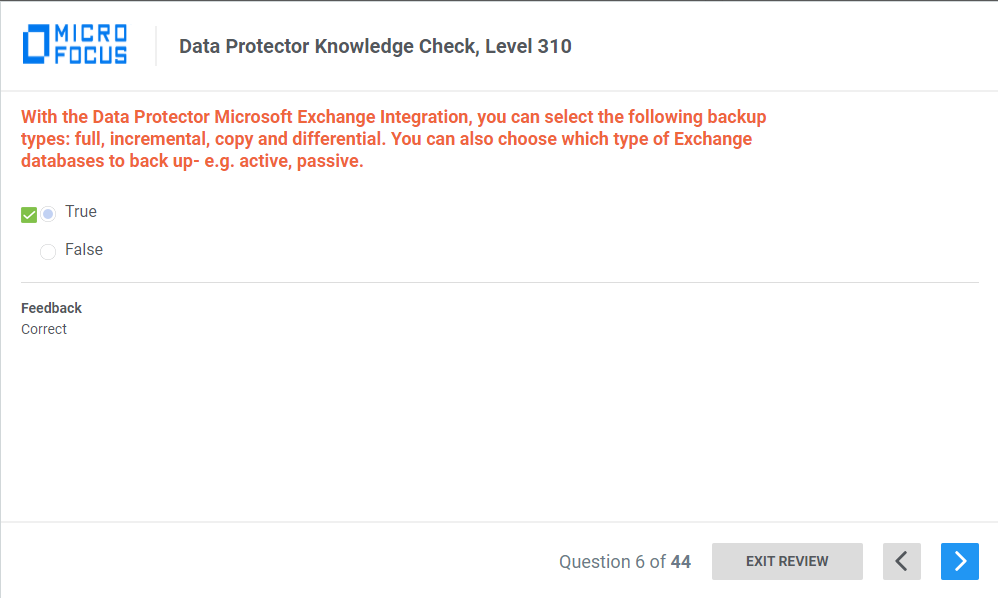 MICRO
FOCUS
Data Protector Knowledge Check, Level 310
With the Data Protector Microsoft Exchange Integration, you can select the following backup
types: full, incremental, copy and differential. You can also choose which type of Exchange
databases to back up- e.g. active, passive.
True
False
Feedback
Correct
Question 6 of 44
EXIT REVIEW